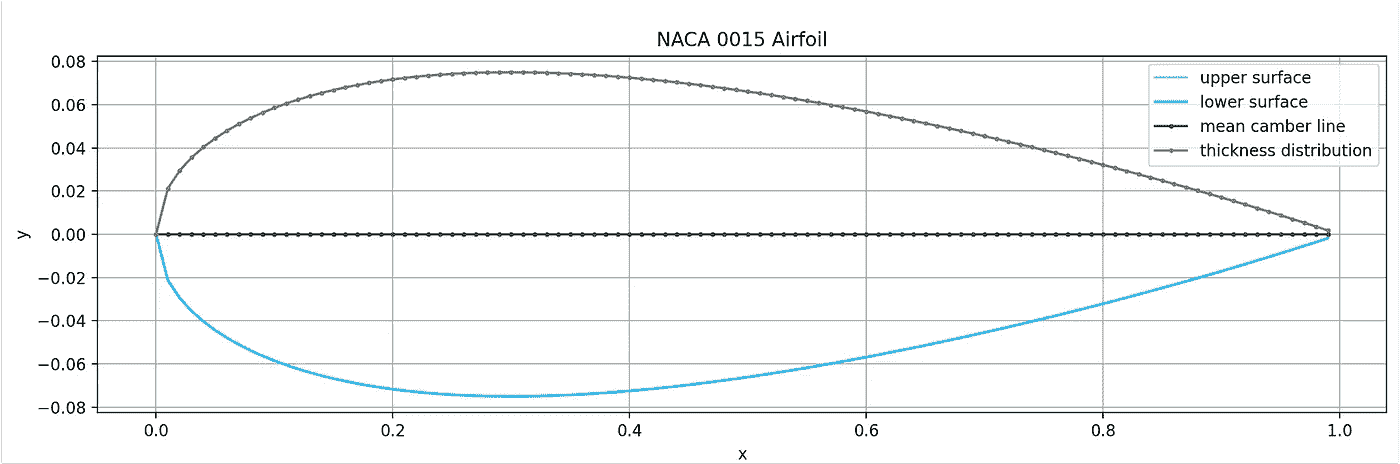 NACA 0015 Airfoil
0.08
0.06
0.04
0.02
0.00
−0.02
−0.04
−0.06
−0.08
y
upper surface
lower surface
mean camber line
thickness distribution
0.0 0.2 0.4 0.6 0.8 1.0
x